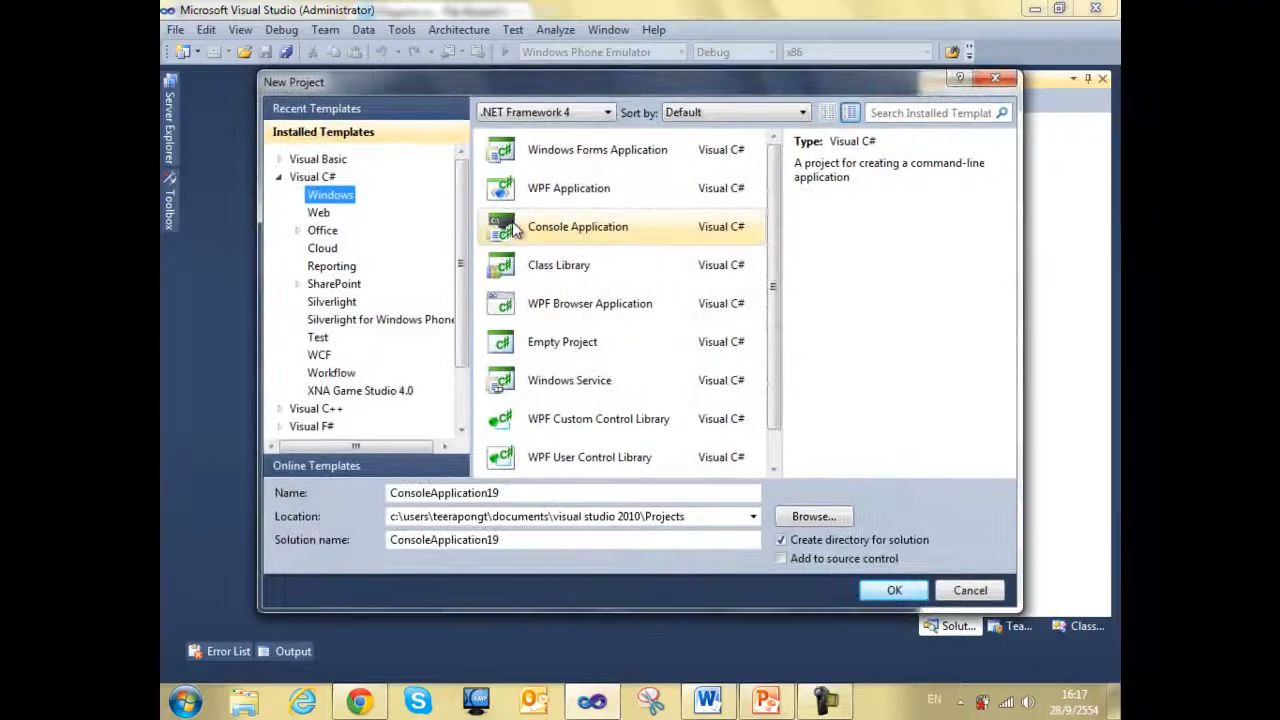 Microsoft Visual Studio (Administrator)
File Edit View Debug Team Data Tools Architecture Test Analyze Window Help
Windows Phone Emulator Debug x86
Server Explorer
Toolbox
New Project
Recent Templates
Installed Templates
Visual Basic
Visual C#
Windows
Web
Office
Cloud
Reporting
SharePoint
Silverlight
Silverlight for Windows Phone
Test
WCF
Workflow
XNA Game Studio 4.0
Visual C++
Visual F#
Online Templates
.NET Framework 4 Sort by: Default
Search Installed Templat
Windows Forms Application Visual C#
WPF Application Visual C#
Console Application Visual C#
Class Library Visual C#
WPF Browser Application Visual C#
Empty Project Visual C#
Windows Service Visual C#
WPF Custom Control Library Visual C#
WPF User Control Library Visual C#
Type: Visual C#
A project for creating a command-line
application
Name: ConsoleApplication19
Location: c:\users\teerapongt\documents\visual studio 2010\Projects
Browse...
Solution name: ConsoleApplication19
Create directory for solution
Add to source control
OK Cancel
Solut... Tea... Class...
Error List Output
EN
16:17
28/9/2554